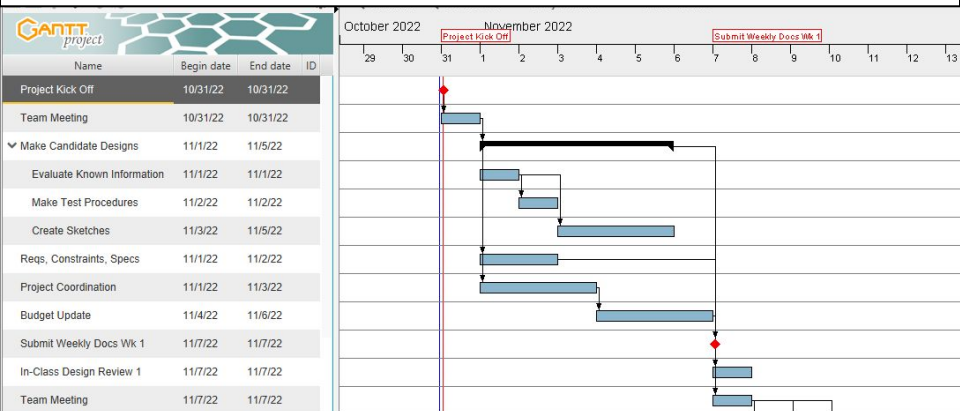 GANTT project
October 2022 November 2022
Project Kick Off Submit Weekly Docs Wk 1
29 30 31 1 2 3 4 5 6 7 8 9 10 11 12 13
Name Begin date End date ID
Project Kick Off 10/31/22 10/31/22
Team Meeting 10/31/22 10/31/22
Make Candidate Designs 11/1/22 11/5/22
Evaluate Known Information 11/1/22 11/1/22
Make Test Procedures 11/2/22 11/2/22
Create Sketches 11/3/22 11/5/22
Reqs, Constraints, Specs 11/1/22 11/2/22
Project Coordination 11/1/22 11/3/22
Budget Update 11/4/22 11/6/22
Submit Weekly Docs Wk 1 11/7/22 11/7/22
In-Class Design Review 1 11/7/22 11/7/22
Team Meeting 11/7/22 11/7/22